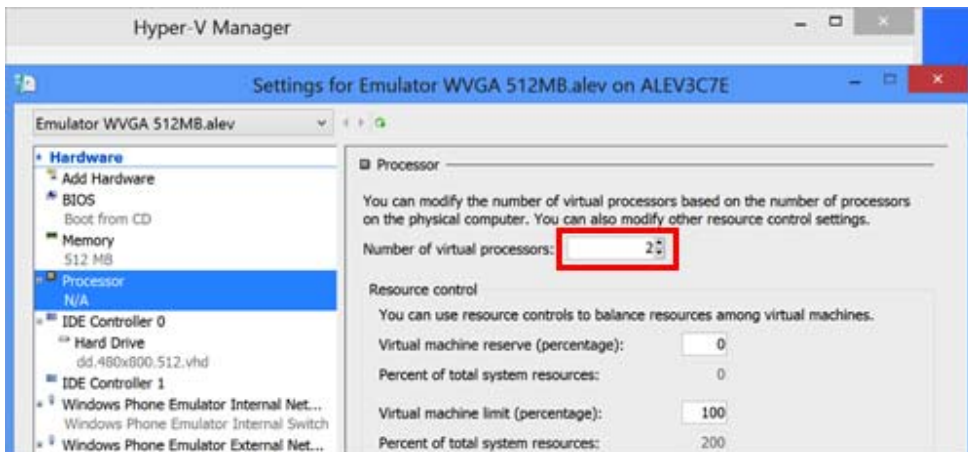 Hyper-V Manager
Settings for Emulator WVGA 512MB.alev on ALEV3C7E
Emulator WVGA 512MB.alev
Hardware
Add Hardware
BIOS
Boot from CD
Memory
512 MB
Processor
N/A
IDE Controller 0
Hard Drive
dd.480x800.512.vhd
IDE Controller 1
Windows Phone Emulator Internal Net...
Windows Phone Emulator Internal Switch
Windows Phone Emulator External Net...
Processor
You can modify the number of virtual processors based on the number of processors
on the physical computer. You can also modify other resource control settings.
Number of virtual processors: 2
Resource control
You can use resource controls to balance resources among virtual machines.
Virtual machine reserve (percentage): 0
Percent of total system resources: 0
Virtual machine limit (percentage): 100
Percent of total system resources: 200